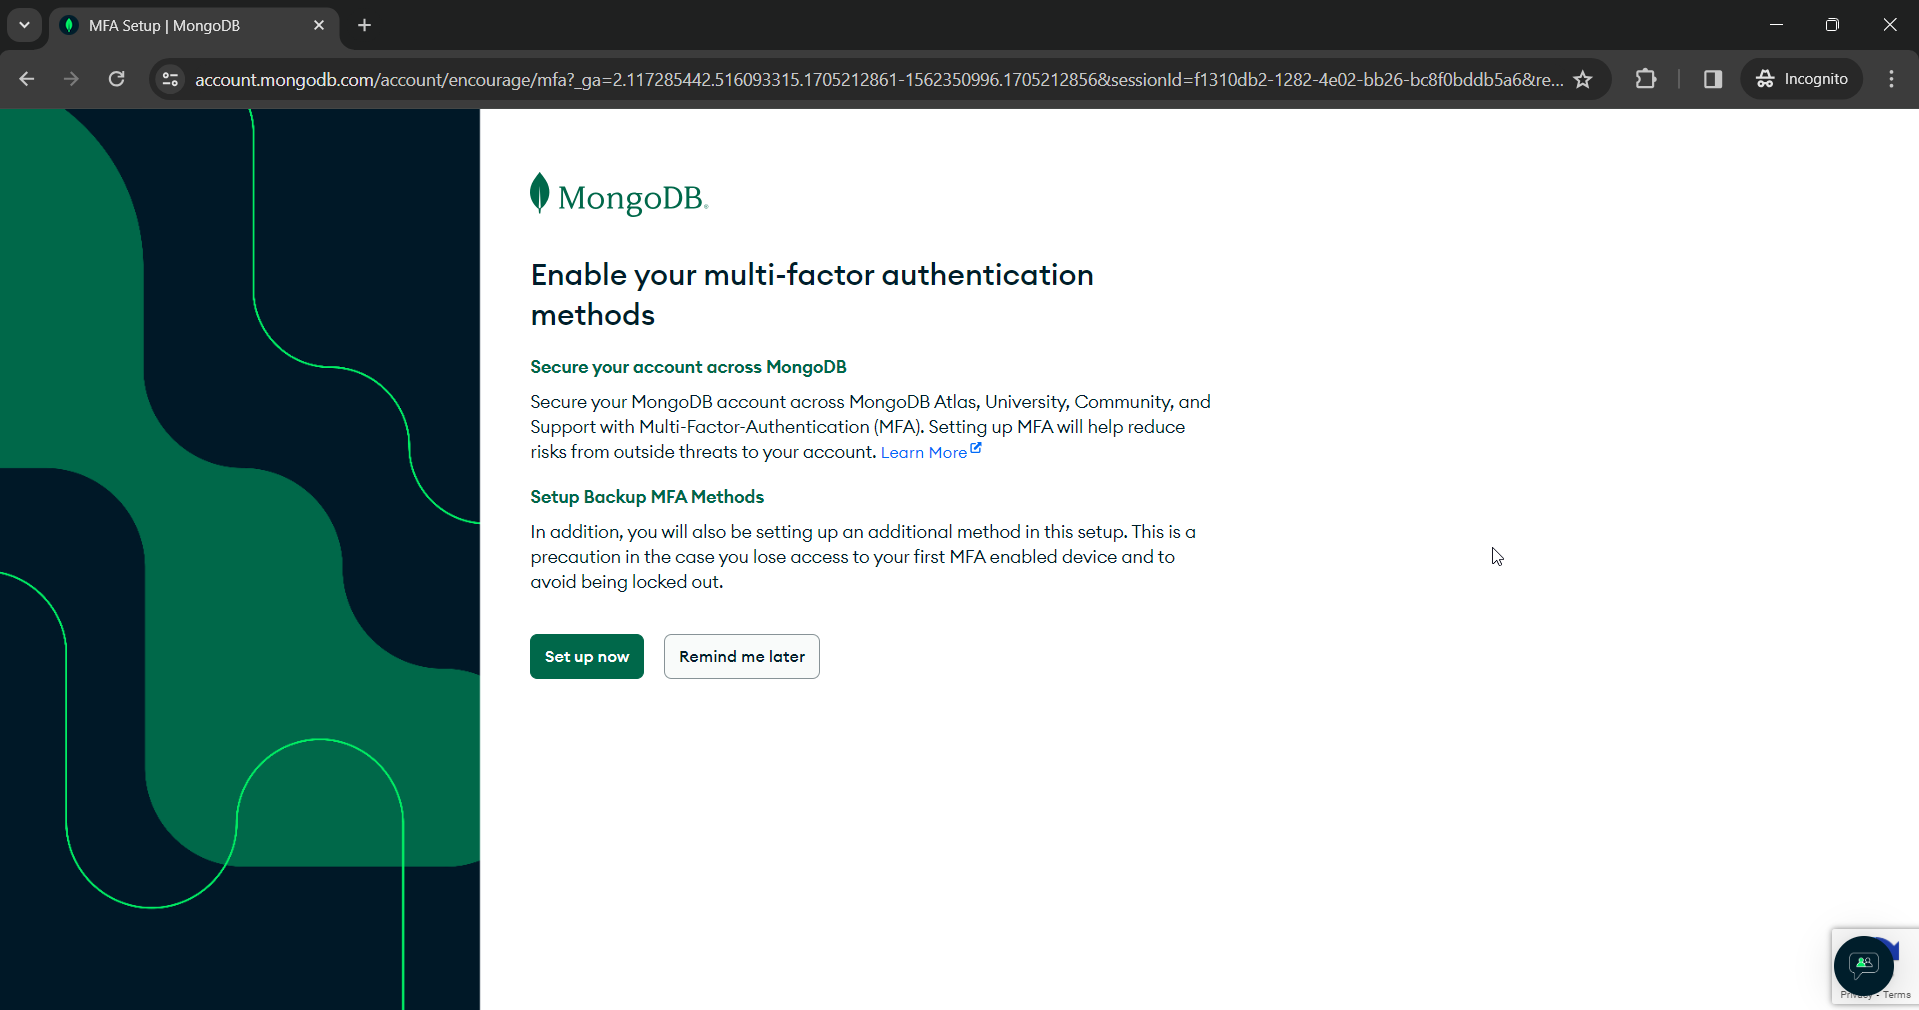 MFA Setup | MongoDB
account.mongodb.com/account/encourage/mfa?_ga=2.117285442.516093315.1705212861-1562350996.1705212856&sessionId=f1310db2-1282-4e02-bb26-bc8f0bddb5a6&re...
Incognito
MongoDB®
Enable your multi-factor authentication
methods
Secure your account across MongoDB
Secure your MongoDB account across MongoDB Atlas, University, Community, and
Support with Multi-Factor-Authentication (MFA). Setting up MFA will help reduce
risks from outside threats to your account. Learn More
Setup Backup MFA Methods
In addition, you will also be setting up an additional method in this setup. This is a
precaution in the case you lose access to your first MFA enabled device and to
avoid being locked out.
Set up now
Remind me later
Privacy - Terms